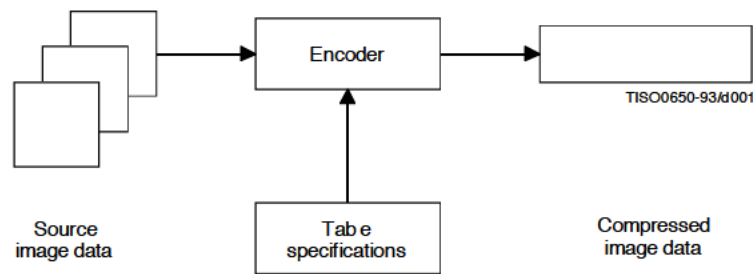 Encoder
TISO0650-93/d001
Source
image data
Tab e
specifications
Compressed
image data